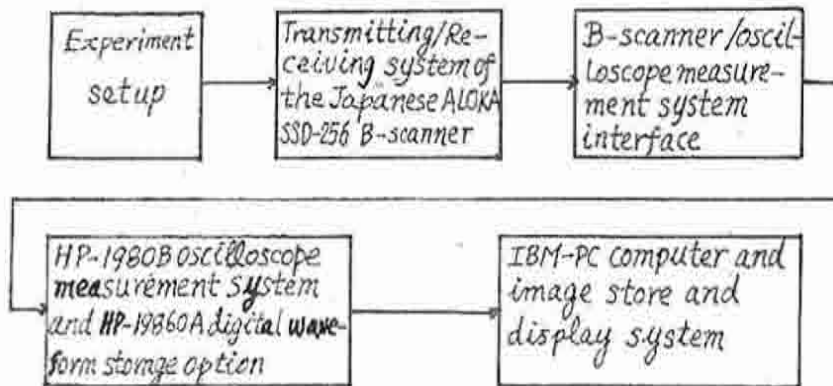 Experiment
setup
Transmitting/Re-
ceiving system of
the Japanese ALOKA
SSD-256 B-scanner
B-scanner/oscil-
loscope measure-
ment system
interface
HP-1980B oscilloscope
measurement system
and HP-19860A digital wave-
form storage option
IBM-PC computer and
image store and
display system